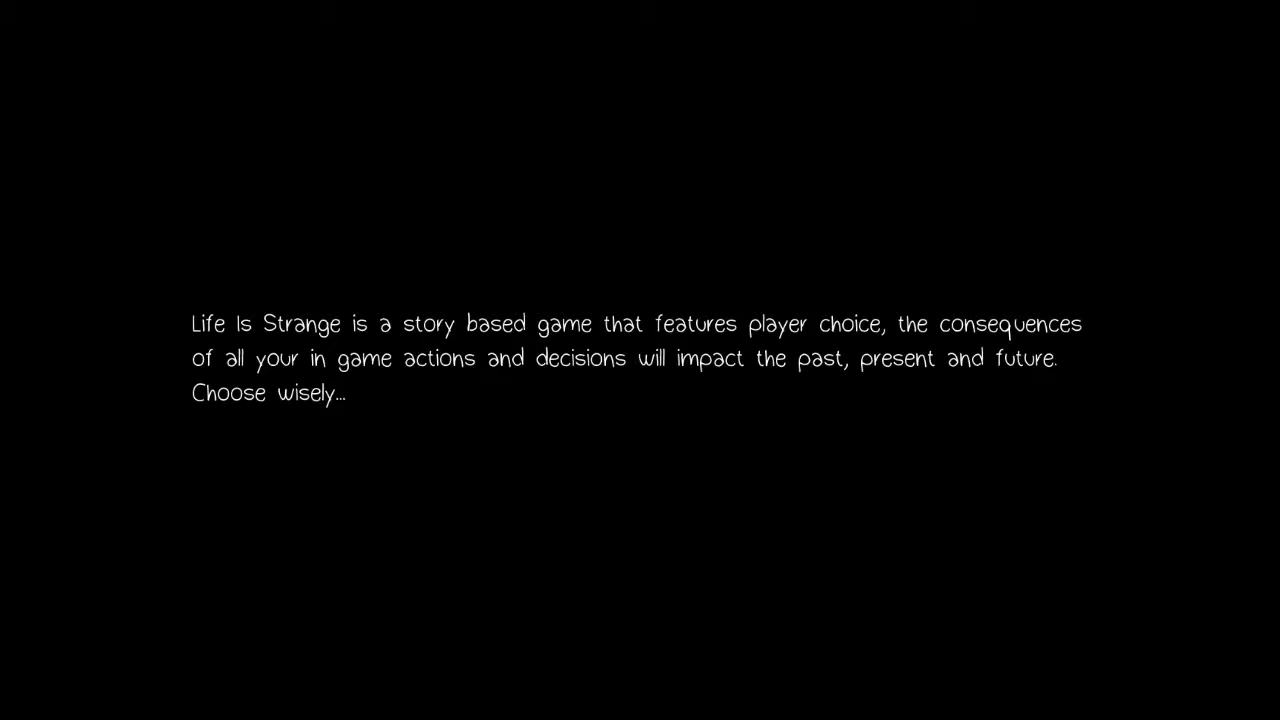 Life Is Strange is a story based game that features player choice, the consequences
of all your in game actions and decisions will impact the past, present and future.
Choose wisely...